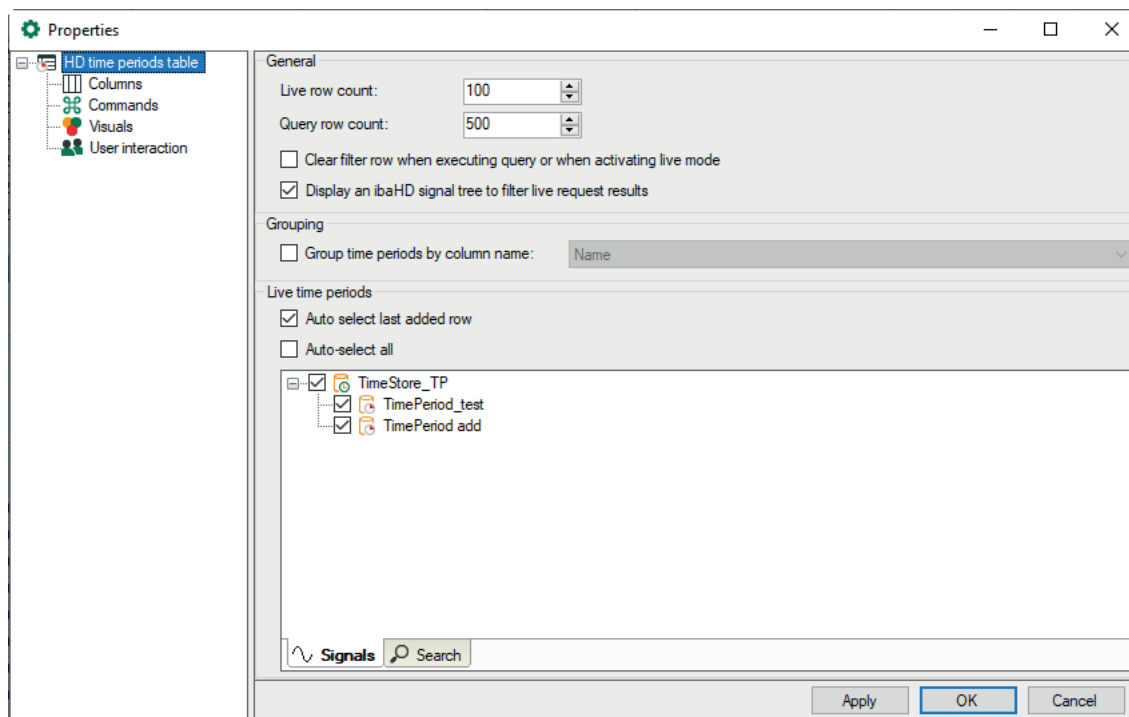 Properties
HD time periods table
Columns
Commands
Visuals
User interaction
General
Live row count: 100
Query row count: 500
Clear filter row when executing query or when activating live mode
Display an ibaHD signal tree to filter live request results
Grouping
Group time periods by column name: Name
Live time periods
Auto select last added row
Auto-select all
TimeStore_TP
TimePeriod_test
TimePeriod add
Signals Search
Apply OK Cancel